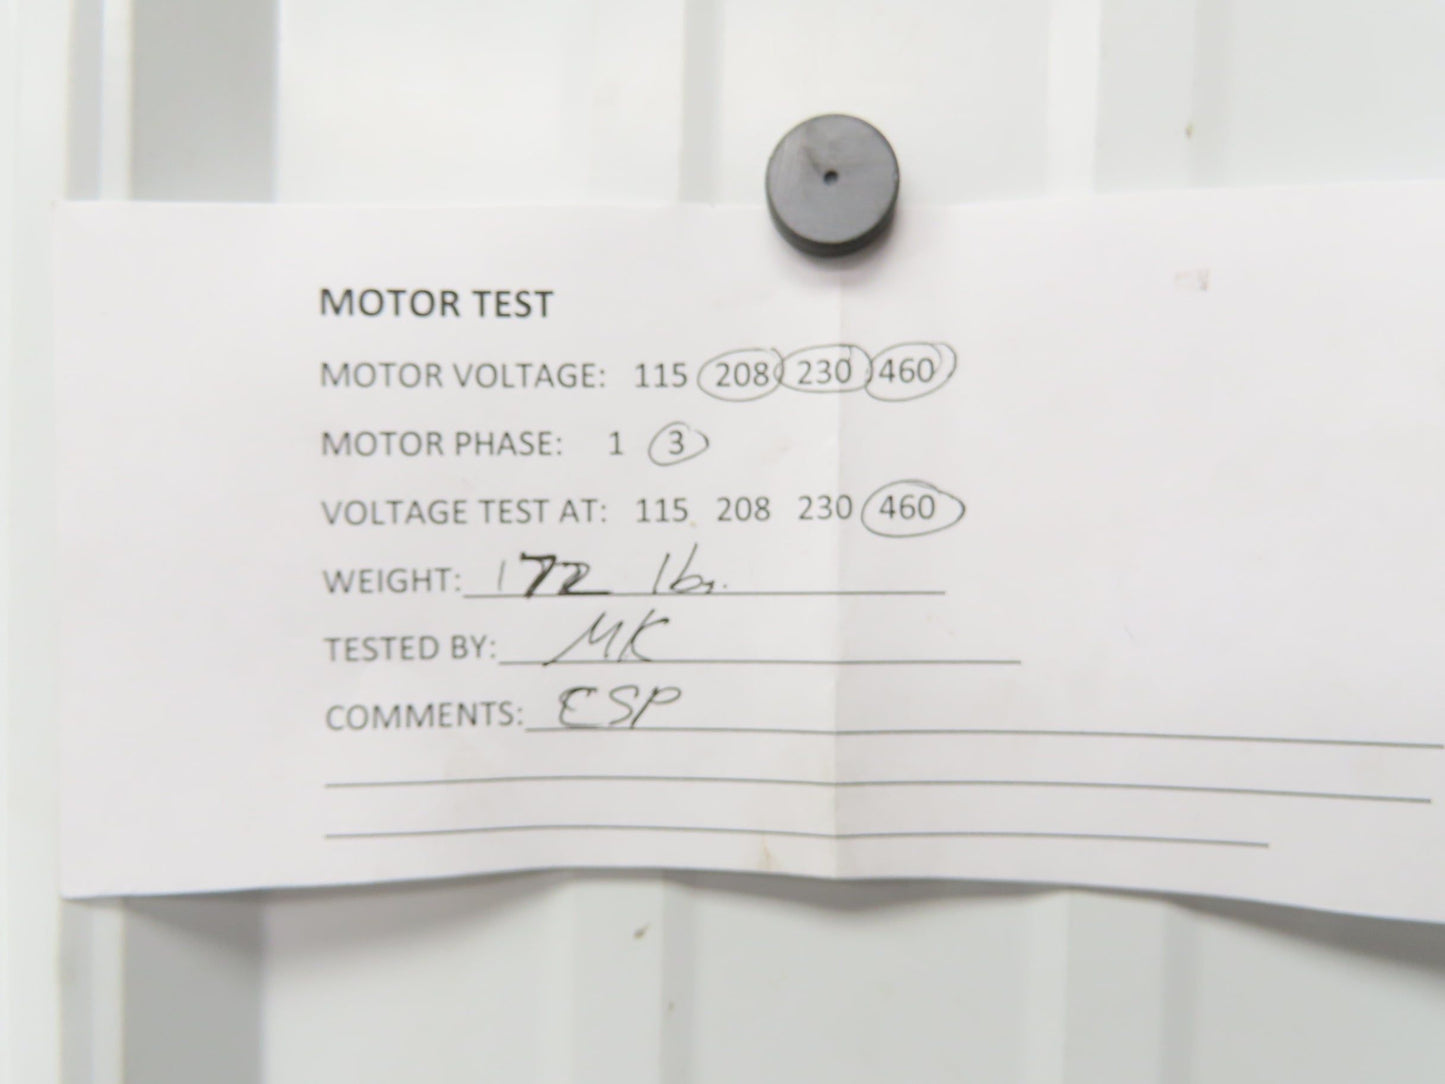 MOTOR TEST
MOTOR VOLTAGE: 115 208 230 460
MOTOR PHASE: 1 3
VOLTAGE TEST AT: 115 208 230 460
WEIGHT: 172 lbs.
TESTED BY: MK
COMMENTS: ESP